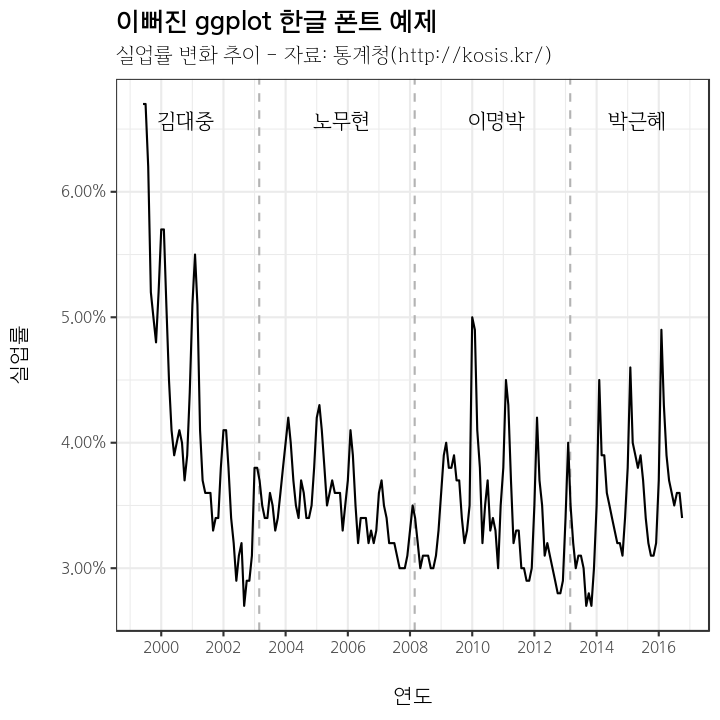 이뻐진 ggplot 한글 폰트 예제
실업률 변화 추이 - 자료: 통계청(http://kosis.kr/)
김대중 노무현 이명박 박근혜
6.00%
5.00%
4.00%
3.00%
실업률
2000 2002 2004 2006 2008 2010 2012 2014 2016
연도